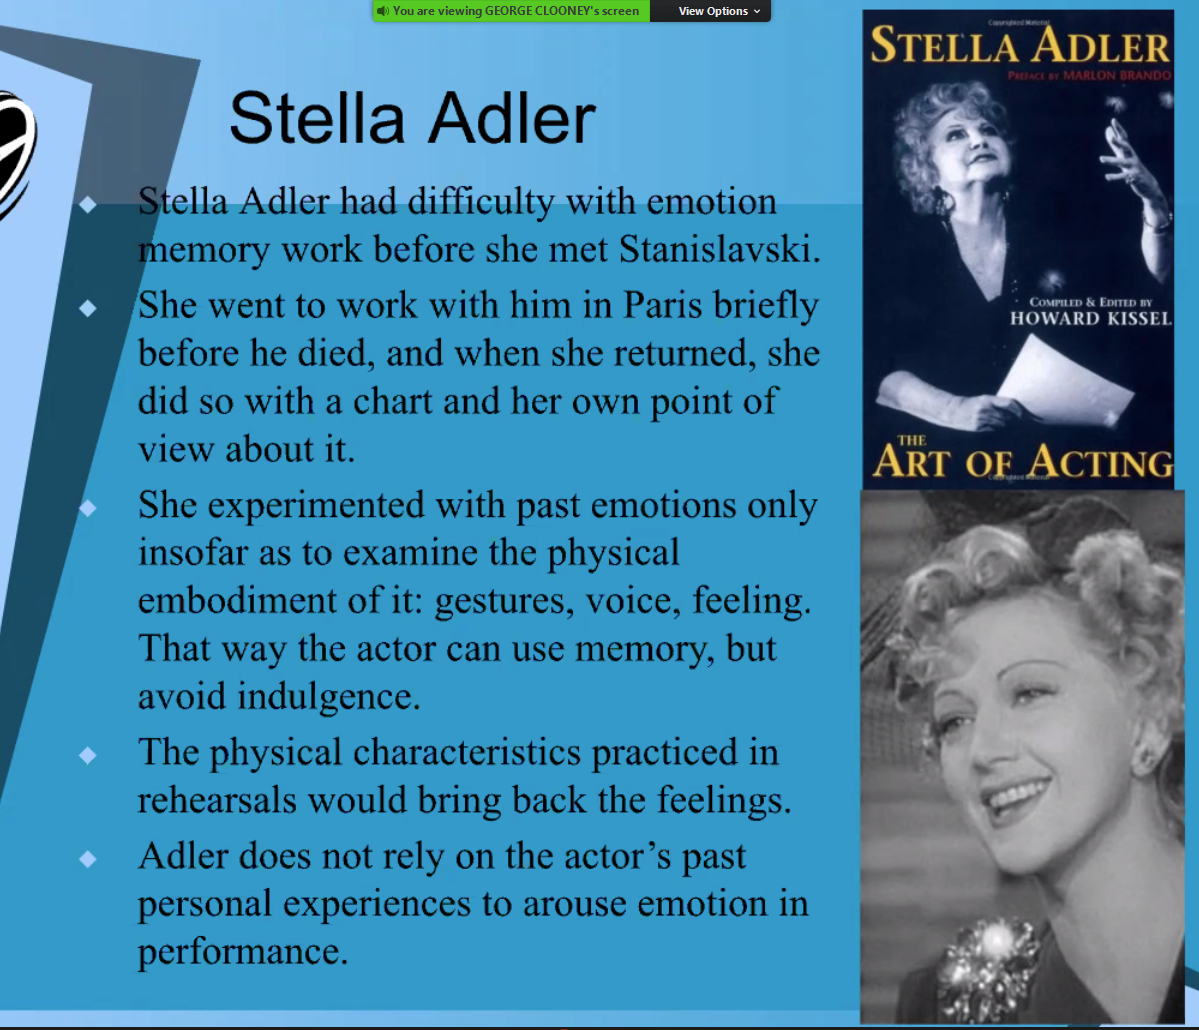 You are viewing GEORGE CLOONEY's screen
View Options
Stella Adler
Stella Adler had difficulty with emotion
memory work before she met Stanislavski.
She went to work with him in Paris briefly
before he died, and when she returned, she
did so with a chart and her own point of
view about it.
She experimented with past emotions only
insofar as to examine the physical
embodiment of it: gestures, voice, feeling.
That way the actor can use memory, but
avoid indulgence.
The physical characteristics practiced in
rehearsals would bring back the feelings.
Adler does not rely on the actor’s past
personal experiences to arouse emotion in
performance.
Copyrighted Material
STELLA ADLER
PREFACE BY MARLON BRANDO
COMPILED & EDITED BY
HOWARD KISSEL
THE
ART OF ACTING
Copyrighted Material